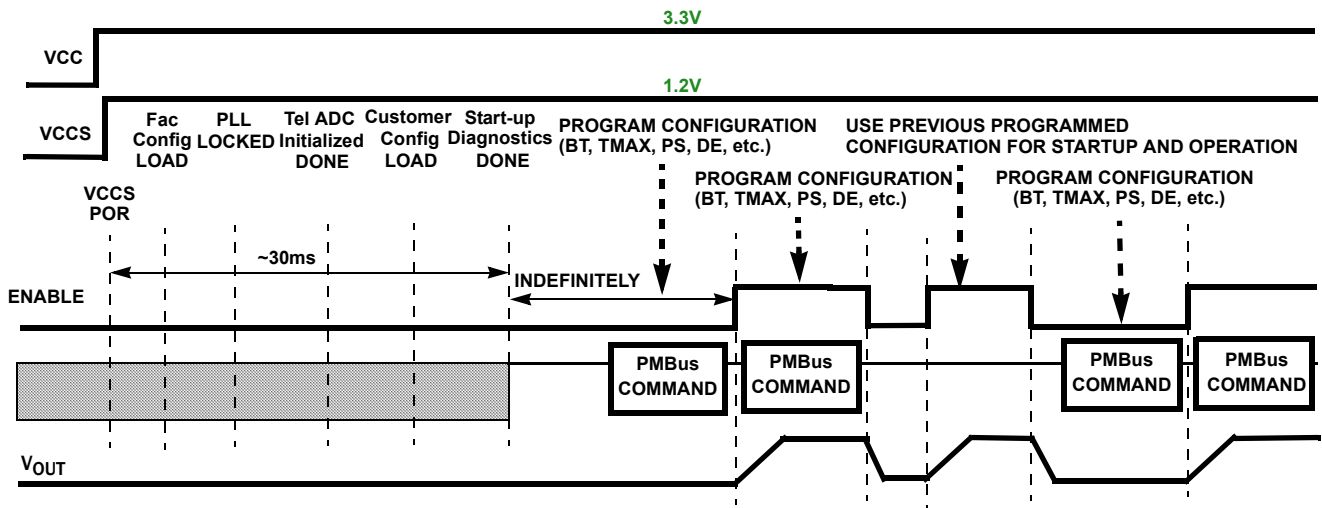 3.3V
VCC
1.2V
VCCS
Fac
Config
LOAD
PLL
LOCKED
Tel ADC
Initialized
DONE
Customer
Config
LOAD
Start-up
Diagnostics
DONE
PROGRAM CONFIGURATION
(BT, TMAX, PS, DE, etc.)
USE PREVIOUS PROGRAMMED
CONFIGURATION FOR STARTUP AND OPERATION
PROGRAM CONFIGURATION
(BT, TMAX, PS, DE, etc.)
PROGRAM CONFIGURATION
(BT, TMAX, PS, DE, etc.)
VCCS
POR
~30ms
INDEFINITELY
ENABLE
PMBus
COMMAND
PMBus
COMMAND
PMBus
COMMAND
PMBus
COMMAND
VOUT